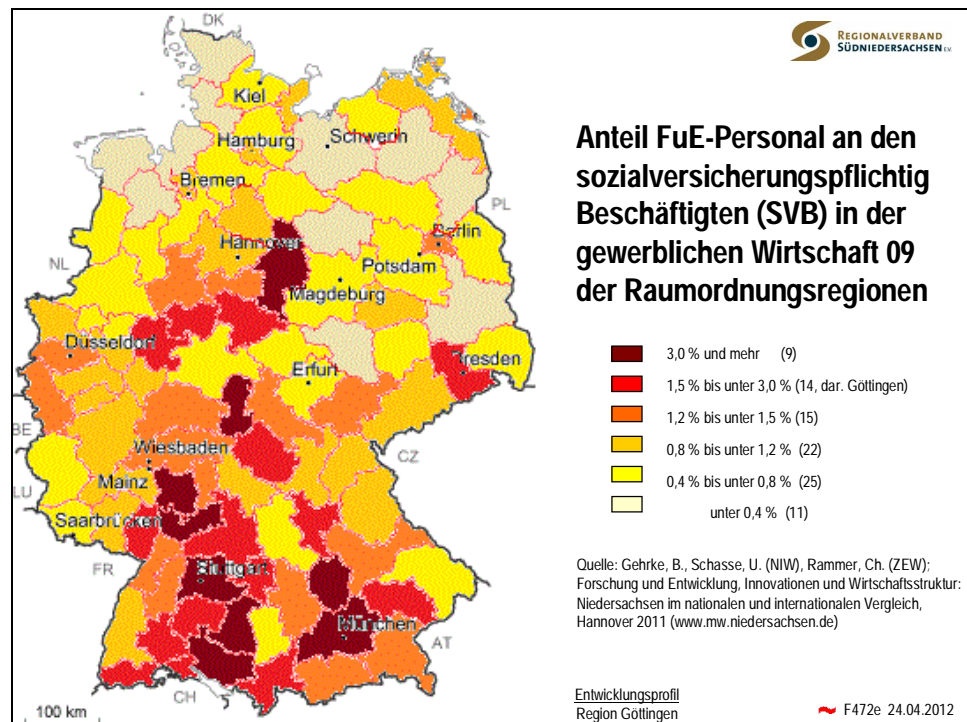 REGIONALVERBAND
SÜDNIEDERSACHSEN e.V.
Anteil FuE-Personal an den
sozialversicherungspflichtig
Beschäftigten (SVB) in der
gewerblichen Wirtschaft 09
der Raumordnungsregionen
3,0 % und mehr (9)
1,5 % bis unter 3,0 % (14, dar. Göttingen)
1,2 % bis unter 1,5 % (15)
0,8 % bis unter 1,2 % (22)
0,4 % bis unter 0,8 % (25)
unter 0,4 % (11)
Quelle: Gehrke, B., Schasse, U. (NIW), Rammer, Ch. (ZEW);
Forschung und Entwicklung, Innovationen und Wirtschaftsstruktur:
Niedersachsen im nationalen und internationalen Vergleich,
Hannover 2011 (www.mw.niedersachsen.de)
Entwicklungsprofil
Region Göttingen
F472e 24.04.2012
DK
Kiel
Hamburg
Schwerin
Bremen
PL
Berlin
Hannover
NL
Potsdam
Magdeburg
Düsseldorf
Dresden
Erfurt
BE
Wiesbaden
CZ
Mainz
LU
Saarbrücken
FR
Stuttgart
München
AT
CH
100 km